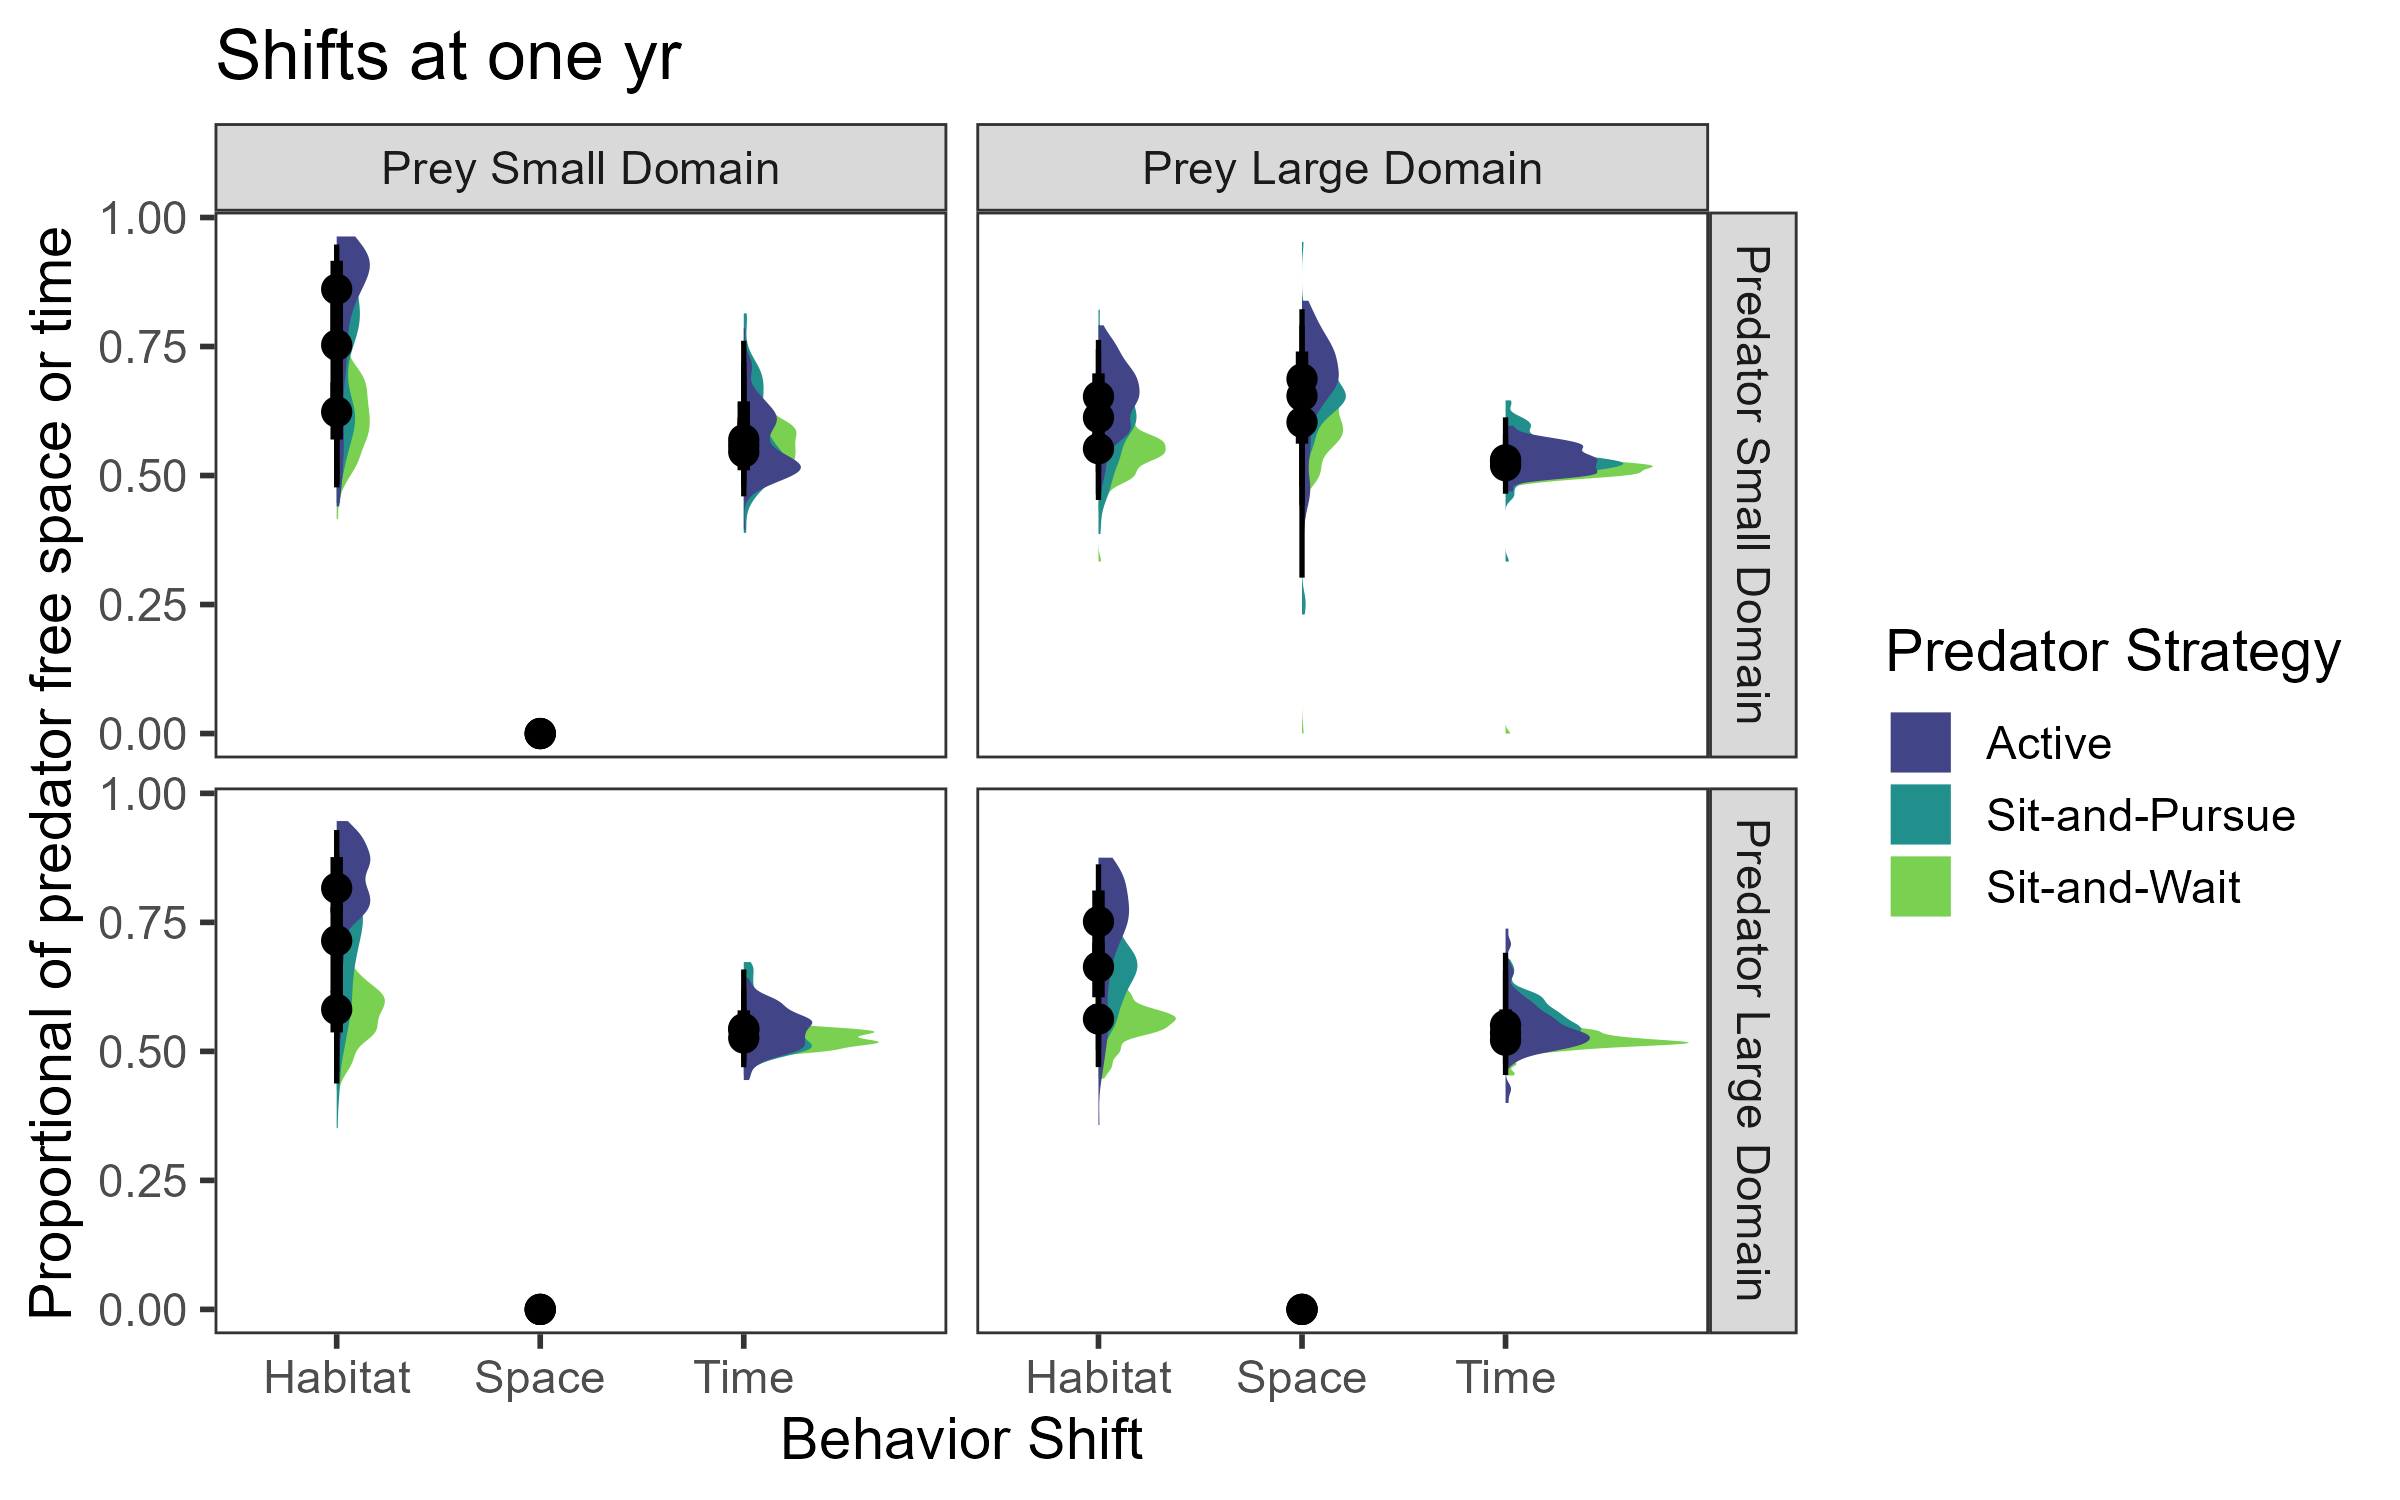 Shifts at one yr
Prey Small Domain
Prey Large Domain
Proportional of predator free space or time
1.00
0.75
0.50
0.25
0.00
Predator Small Domain
1.00
0.75
0.50
0.25
0.00
Predator Large Domain
Habitat
Space
Time
Habitat
Space
Time
Behavior Shift
Predator Strategy
Active
Sit-and-Pursue
Sit-and-Wait